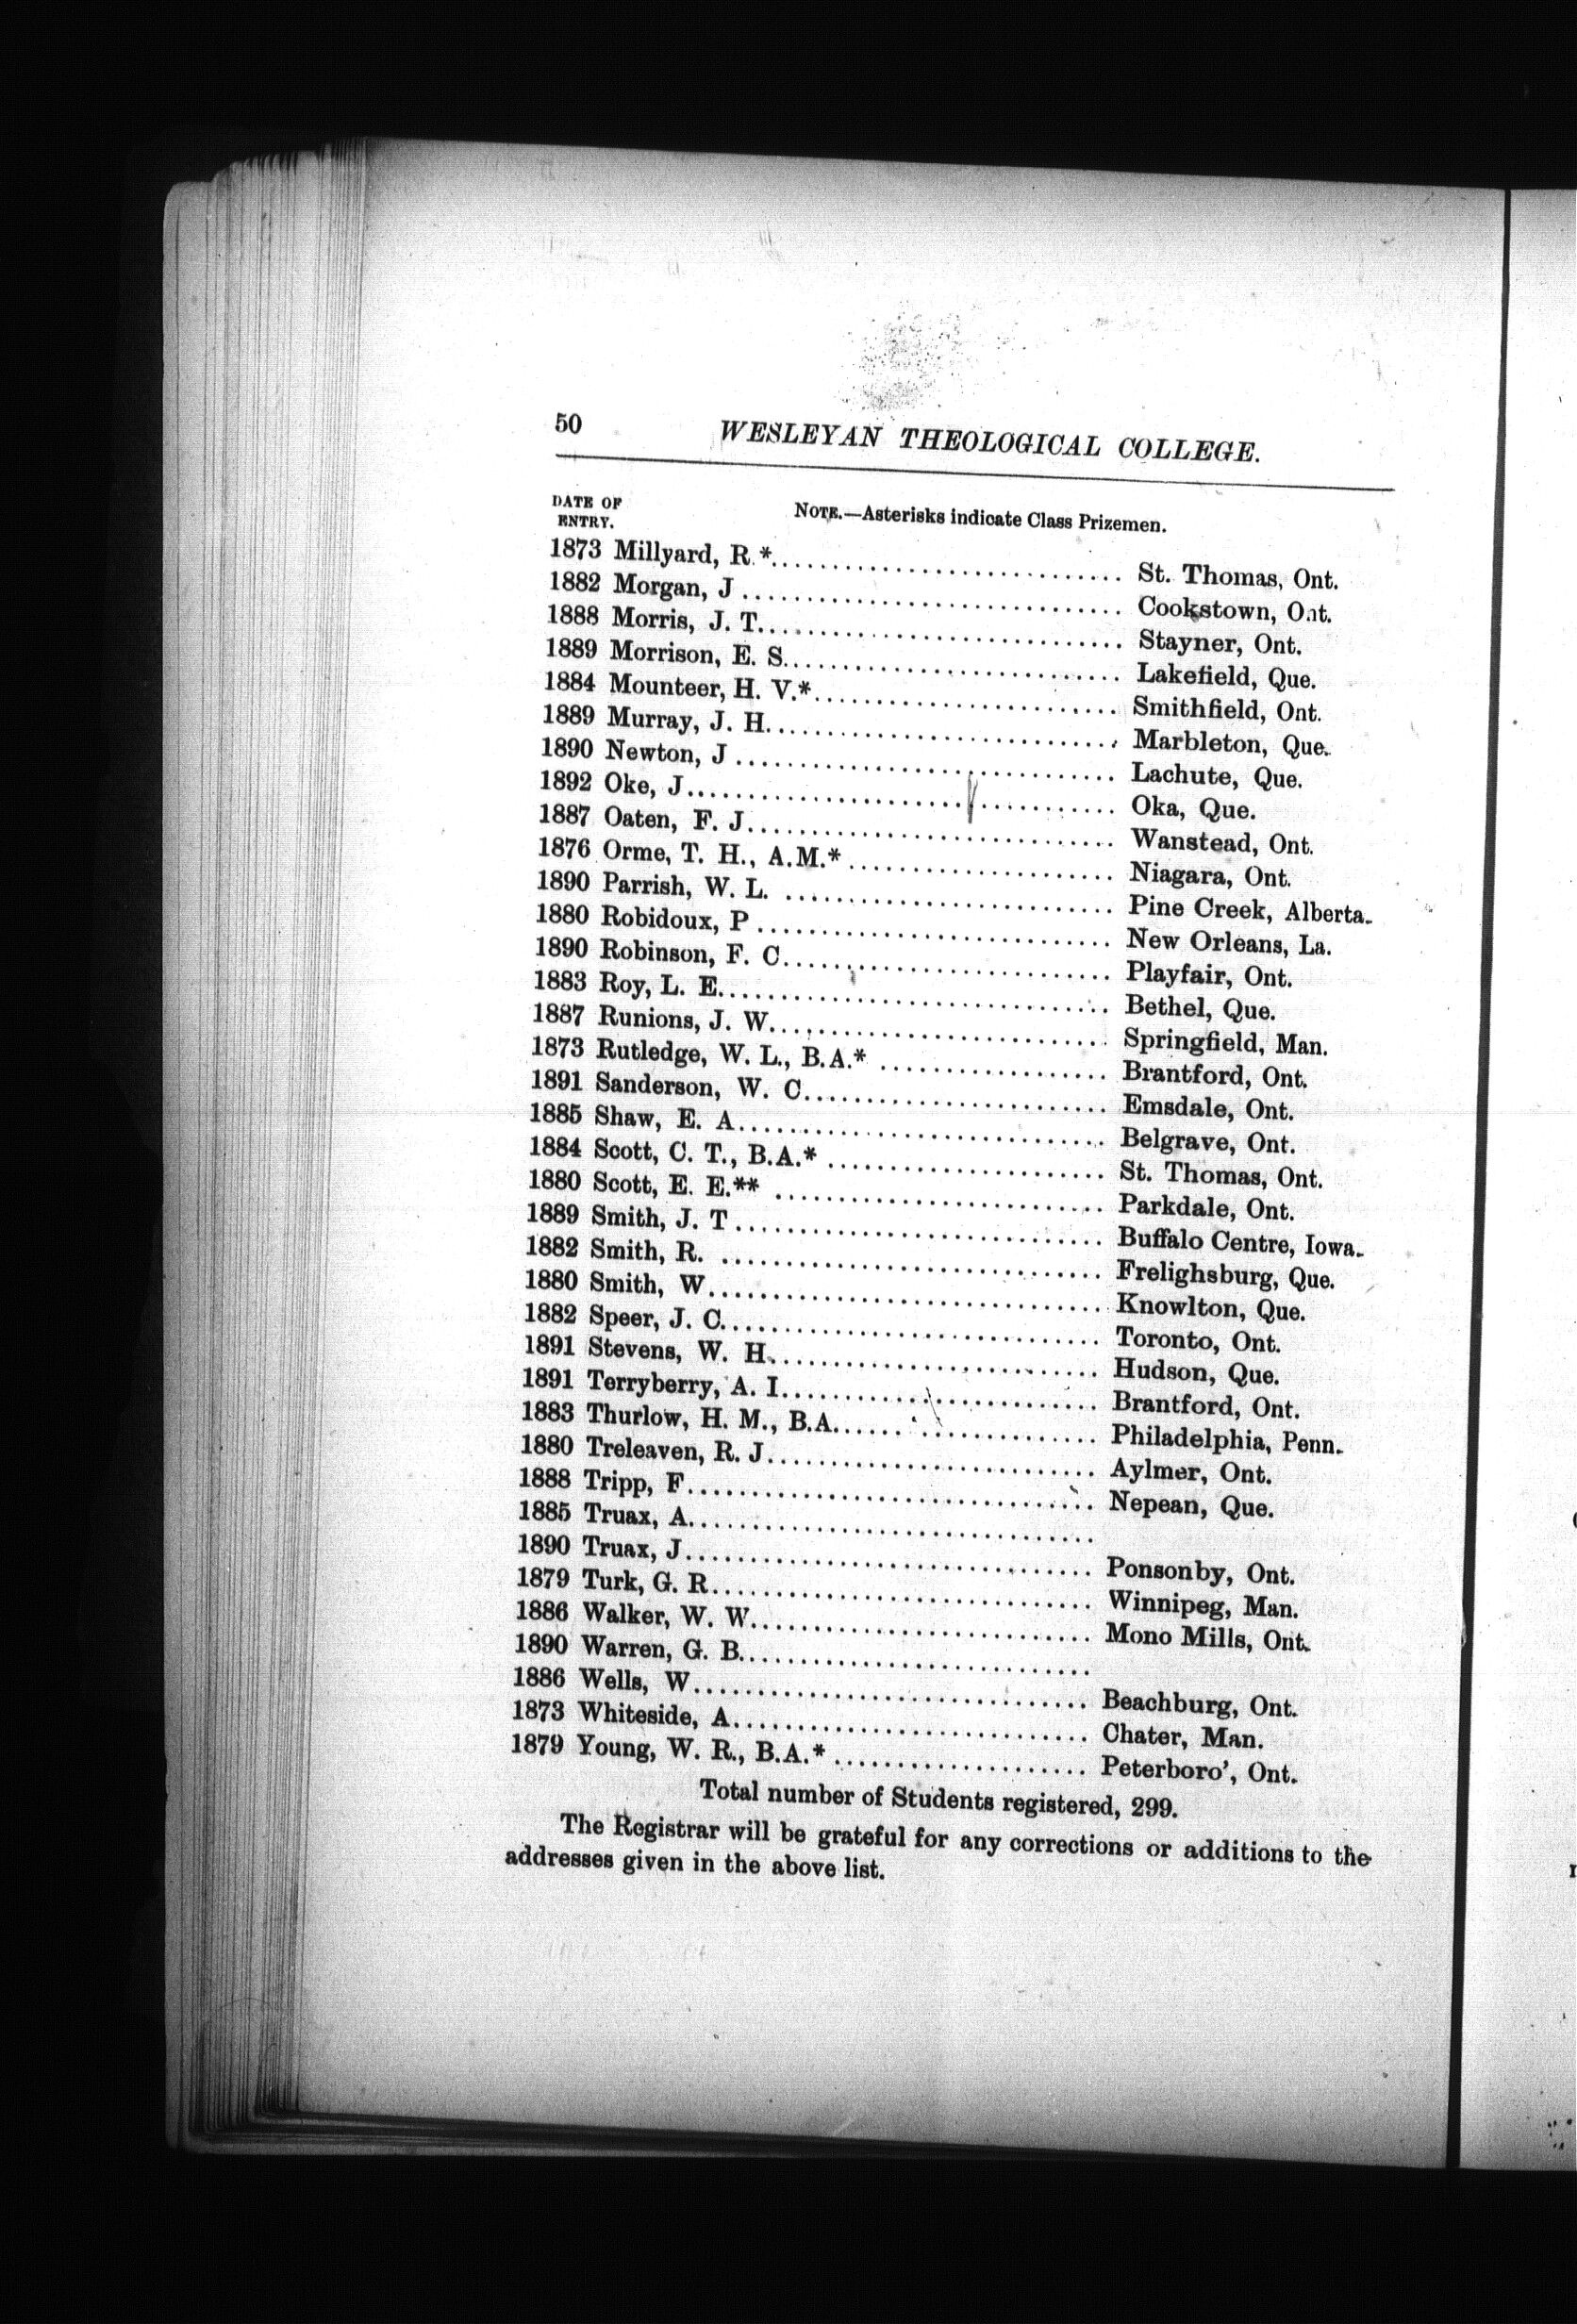 50 WESLEYAN THEOLOGICAL COLLEGE.
DATE OF
ENTRY. NOTE.—Asterisks indicate Class Prizemen.
1873 Millyard, R.*............................ St. Thomas, Ont.
1882 Morgan, J ............................... Cookstown, Ont.
1888 Morris, J. T............................. Stayner, Ont.
1889 Morrison, E. S........................... Lakefield, Que.
1884 Mounteer, H. V.*......................... Smithfield, Ont.
1889 Murray, J. H............................. Marbleton, Que.
1890 Newton, J ............................... Lachute, Que.
1892 Oke, J................................... Oka, Que.
1887 Oaten, F. J.............................. Wanstead, Ont.
1876 Orme, T. H., A.M.* ...................... Niagara, Ont.
1890 Parrish, W. L. .......................... Pine Creek, Alberta.
1880 Robidoux, P ............................. New Orleans, La.
1890 Robinson, F. C........................... Playfair, Ont.
1883 Roy, L. E................................ Bethel, Que.
1887 Runions, J. W............................ Springfield, Man.
1873 Rutledge, W. L., B.A.* .................. Brantford, Ont.
1891 Sanderson, W. C.......................... Emsdale, Ont.
1885 Shaw, E. A............................... Belgrave, Ont.
1884 Scott, C. T., B.A.* ..................... St. Thomas, Ont.
1880 Scott, E. E.** .......................... Parkdale, Ont.
1889 Smith, J. T ............................. Buffalo Centre, Iowa.
1882 Smith, R. ............................... Frelighsburg, Que.
1880 Smith, W................................. Knowlton, Que.
1882 Speer, J. C.............................. Toronto, Ont.
1891 Stevens, W. H............................ Hudson, Que.
1891 Terryberry, A. I......................... Brantford, Ont.
1883 Thurlow, H. M., B.A...................... Philadelphia, Penn.
1880 Treleaven, R. J.......................... Aylmer, Ont.
1888 Tripp, F................................. Nepean, Que.
1885 Truax, A.................................
1890 Truax, J................................. Ponsonby, Ont.
1879 Turk, G. R............................... Winnipeg, Man.
1886 Walker, W. W............................. Mono Mills, Ont.
1890 Warren, G. B.............................
1886 Wells, W................................. Beachburg, Ont.
1873 Whiteside, A............................. Chater, Man.
1879 Young, W. R., B.A.* ..................... Peterboro', Ont.
Total number of Students registered, 299.
The Registrar will be grateful for any corrections or additions to the
addresses given in the above list.